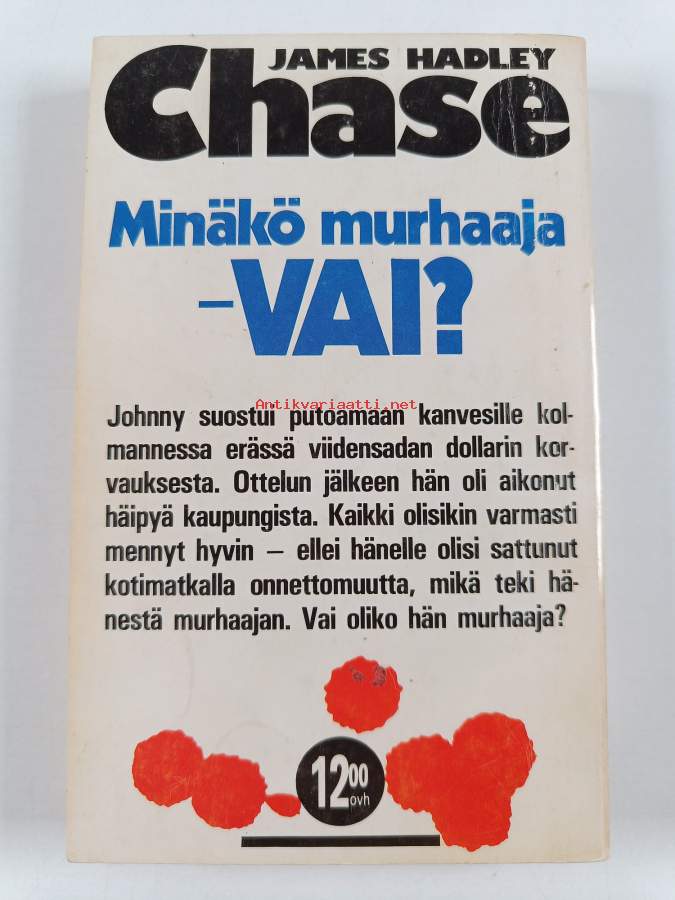 JAMES HADLEY
Chase
Minäkö murhaaja
–VAI?
Antikvariaatti.net
Johnny suostui putoamaan kanvesille kol-
mannessa erässä viidensadan dollarin kor-
vauksesta. Ottelun jälkeen hän oli aikonut
häipyä kaupungista. Kaikki olisikin varmasti
mennyt hyvin – ellei hänelle olisi sattunut
kotimatkalla onnettomuutta, mikä teki hä-
nestä murhaajan. Vai oliko hän murhaaja?
1200
ovh